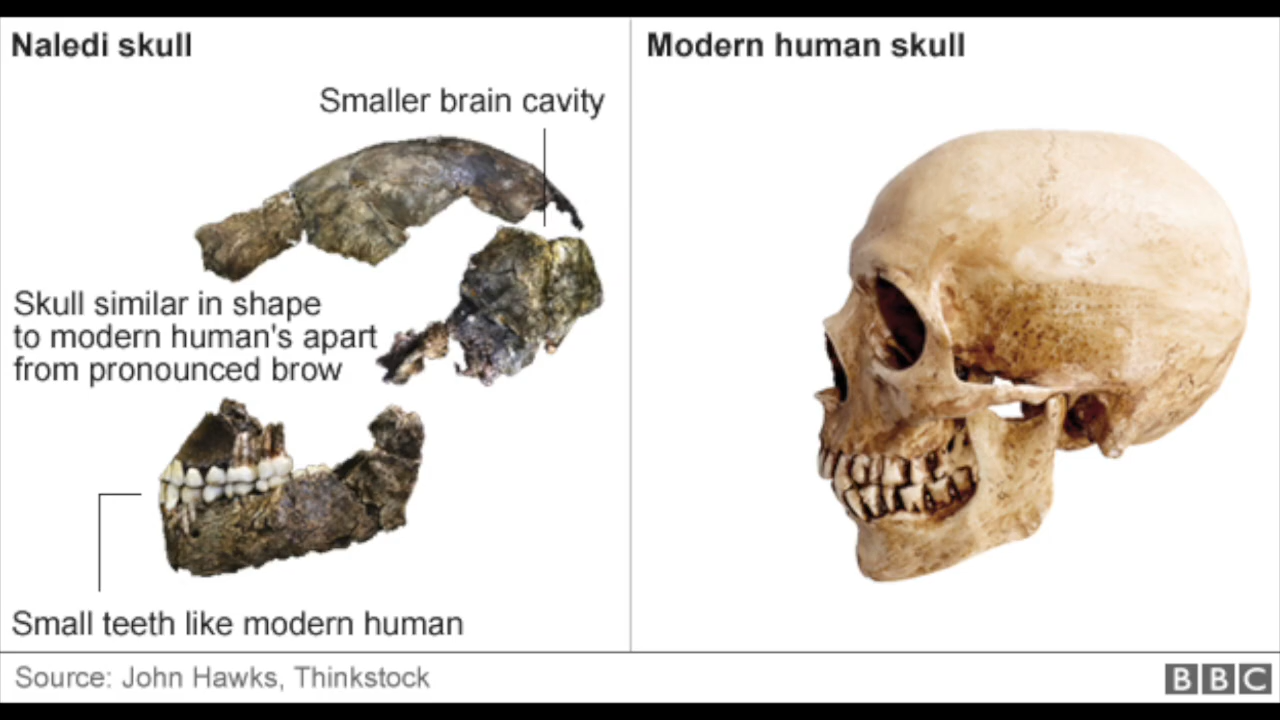 Naledi skull
Smaller brain cavity
Skull similar in shape
to modern human's apart
from pronounced brow
Small teeth like modern human
Modern human skull
Source: John Hawks, Thinkstock
BBC